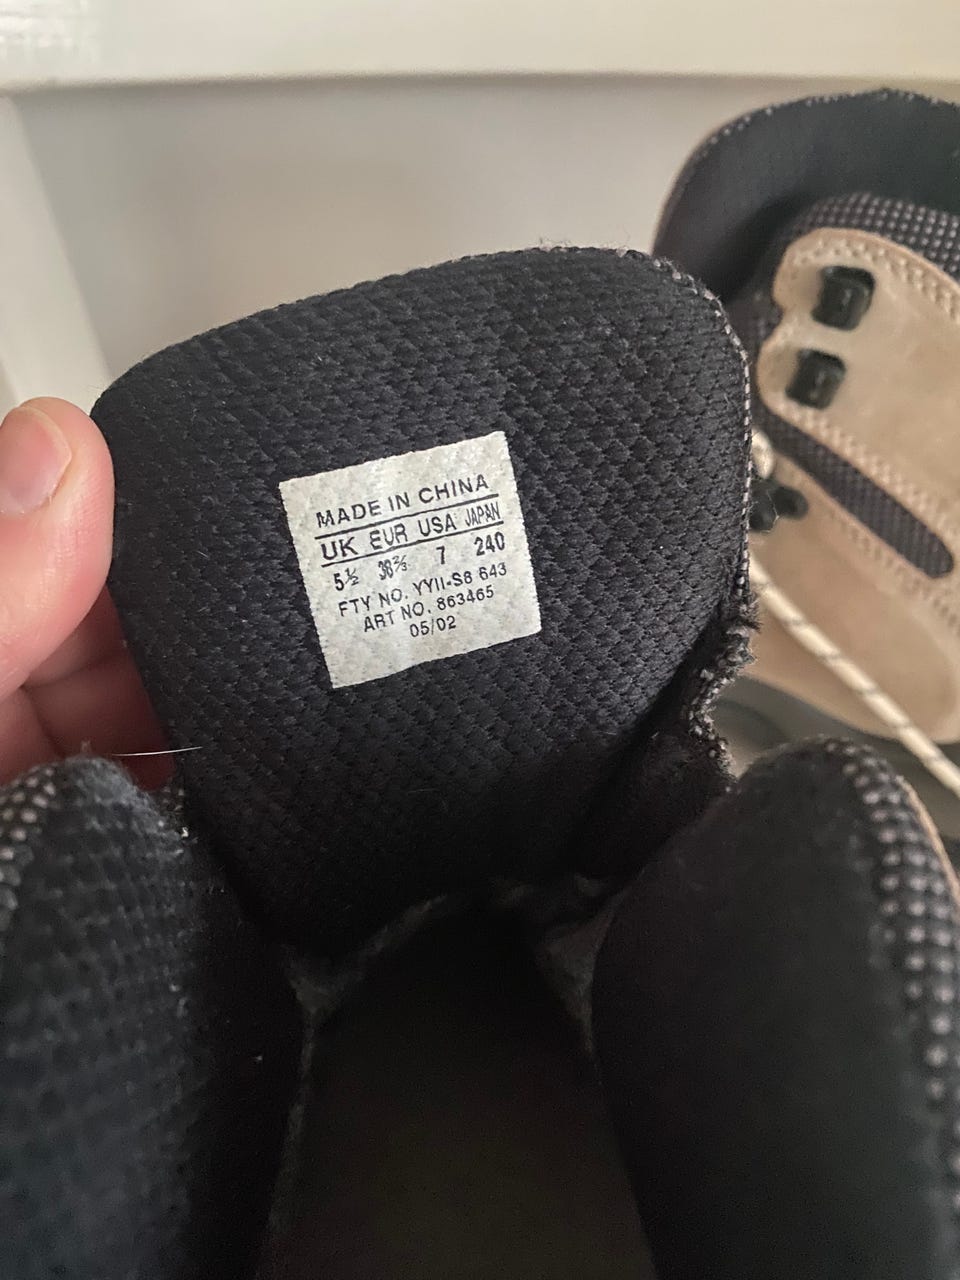 MADE IN CHINA
UK EUR USA JAPAN
5½ 38⅔ 7 240
FTY NO. YYII-S8 643
ART NO. 863465
05/02